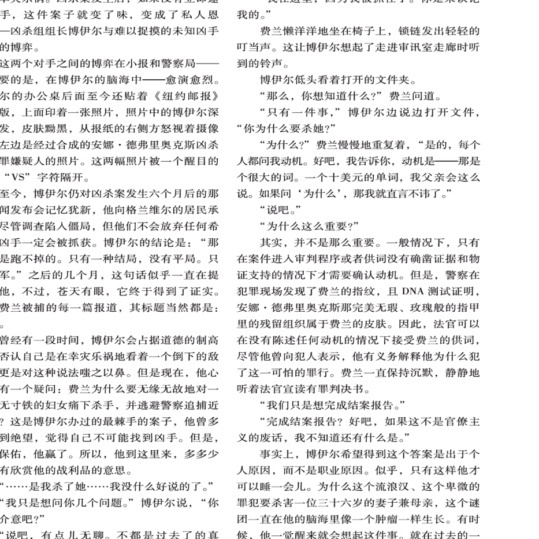 手，这件案子就变了味，变成了私人恩
—凶杀组组长博伊尔与难以捉摸的未知凶手
的博弈。
这两个对手之间的博弈在小报和警察局——
要的是，在博伊尔的脑海中——愈演愈烈。
尔的办公桌后面至今还贴着《纽约邮报》
版，上面印着一张照片，照片中的博伊尔深
发，皮肤黝黑，从报纸的右侧方怒视着摄像
左边是经过合成的安娜·德弗里奥斯凶杀
罪嫌疑人的照片。这两幅照片被一个醒目的
“VS”字符隔开。
至今，博伊尔仍对凶杀案发生六个月后的那
闻发布会记忆犹新，他向格兰维尔的居民承
尽管调查陷入僵局，但他们不会放弃任何希
凶手一定会被抓获。博伊尔的结论是：“那
是跑不掉的。只有一种结局，没有平局。只
军。”之后的几个月，这句话似乎一直在提
他，不过，苍天有眼，它终于得到了证实。
费兰被捕的每一篇报道，其标题当然都是：
。
曾经有一段时间，博伊尔会占据道德的制高
否认自己是在幸灾乐祸地看着一个倒下的敌
更是对这种说法嗤之以鼻。但是现在，他心
有一个疑问：费兰为什么要无缘无故地对一
无寸铁的妇女痛下杀手，并逃避警察追捕近
？这是博伊尔办过的最棘手的案子，他曾多
到绝望，觉得自己不可能找到凶手。但是，
保佑，他赢了。所以，他到这里来，多多少少
有欣赏他的战利品的意思。
“……是我杀了她……我没什么好说的了。”
“我只是想问你几个问题。”博伊尔说，“你
介意吧？”
“说吧，有点儿无聊。不都是过去了的真
我的。”
费兰懒洋洋地坐在椅子上，锁链发出轻轻的
叮当声。这让博伊尔想起了走进审讯室走廊时听
到的铃声。
博伊尔低头看着打开的文件夹。
“那么，你想知道什么？”费兰问道。
“只有一件事，”博伊尔边说边打开文件，
“你为什么要杀她？”
“为什么？”费兰慢慢地重复着，“是的，每个
人都问我动机。好吧，我告诉你，动机是——那是
个很大的词。一个十美元的单词，我父亲会这么
说。如果问‘为什么’，那我就直言不讳了。”
“说吧。”
“为什么这么重要？”
其实，并不是那么重要。一般情况下，只有
在案件进入审判程序或者供词没有确凿证据和物
证支持的情况下才需要确认动机。但是，警察在
犯罪现场发现了费兰的指纹，且 DNA 测试证明，
安娜·德弗里奥斯那完美无瑕、玫瑰般的指甲
里的残留组织属于费兰的皮肤。因此，法官可以
在没有陈述任何动机的情况下接受费兰的供词，
尽管他曾向犯人表示，他有义务解释他为什么犯
了这一可怕的罪行。费兰一直保持沉默，静静地
听着法官宣读有罪判决书。
“我们只是想完成结案报告。”
“完成结案报告？好吧，如果这不是官僚主
义的废话，我不知道还有什么是。”
事实上，博伊尔希望得到这个答案是出于个
人原因，而不是职业原因。似乎，只有这样他才
可以睡一会儿。为什么这个流浪汉、这个卑微的
罪犯要杀害一位三十六岁的妻子兼母亲，这个谜
团一直在他的脑海里像一个肿瘤一样生长。有时
候，他一觉醒来就会想起这件事。就在过去的一